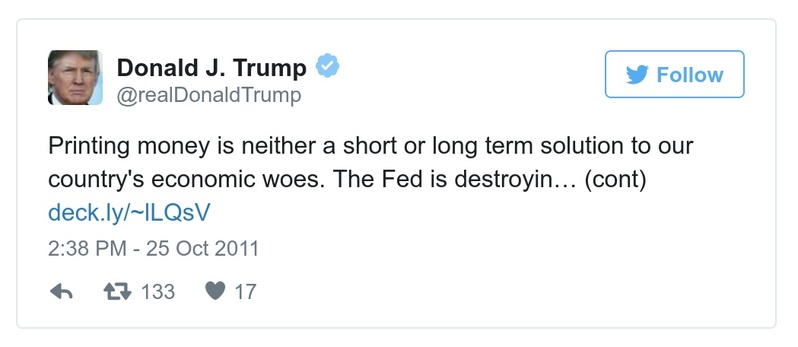 Donald J. Trump
Follow
@realDonaldTrump
Printing money is neither a short or long term solution to our
country's economic woes. The Fed is destroyin… (cont)
deck.ly/~lLQsV
2:38 PM - 25 Oct 2011
133 17